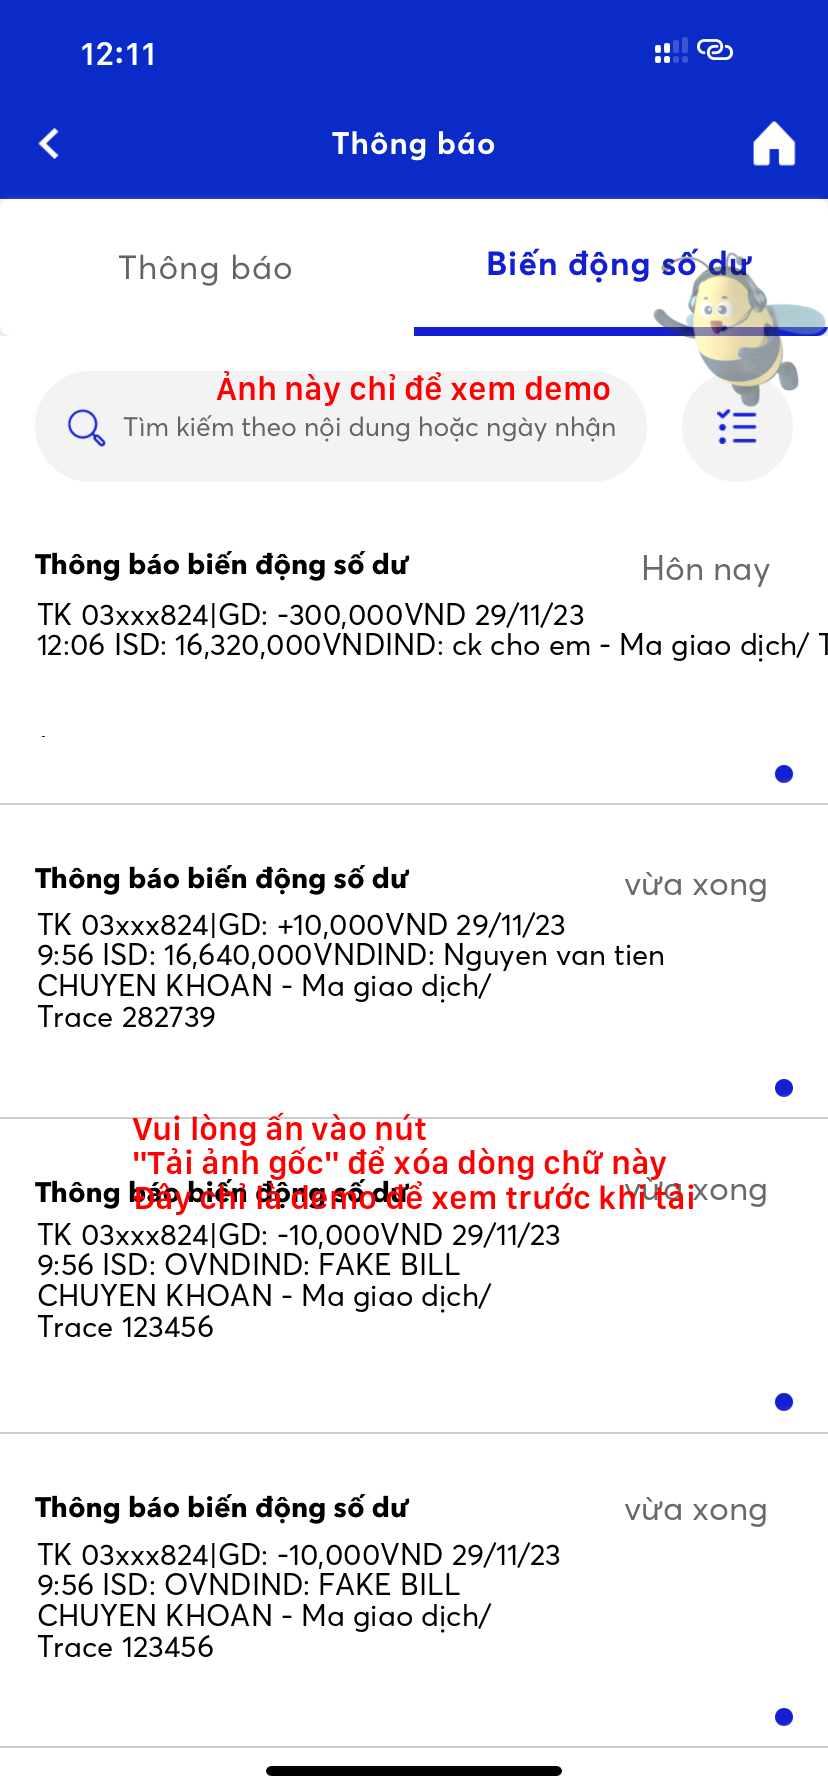 12:11
Thông báo
Thông báo
Biến động số dư
Ảnh này chỉ để xem demo
Tìm kiếm theo nội dung hoặc ngày nhận
Thông báo biến động số dư
Hôn nay
TK 03xxx824|GD: -300,000VND 29/11/23
12:06 ISD: 16,320,000VNDIND: ck cho em - Ma giao dịch/ T
Thông báo biến động số dư
vừa xong
TK 03xxx824|GD: +10,000VND 29/11/23
9:56 ISD: 16,640,000VNDIND: Nguyen van tien
CHUYEN KHOAN - Ma giao dịch/
Trace 282739
Vui lòng ấn vào nút
"Tải ảnh gốc" để xóa dòng chữ này
Đây chỉ là demo để xem trước khi tải
Thông báo biến động số dư
vừa xong
TK 03xxx824|GD: -10,000VND 29/11/23
9:56 ISD: OVNDIND: FAKE BILL
CHUYEN KHOAN - Ma giao dịch/
Trace 123456
Thông báo biến động số dư
vừa xong
TK 03xxx824|GD: -10,000VND 29/11/23
9:56 ISD: OVNDIND: FAKE BILL
CHUYEN KHOAN - Ma giao dịch/
Trace 123456